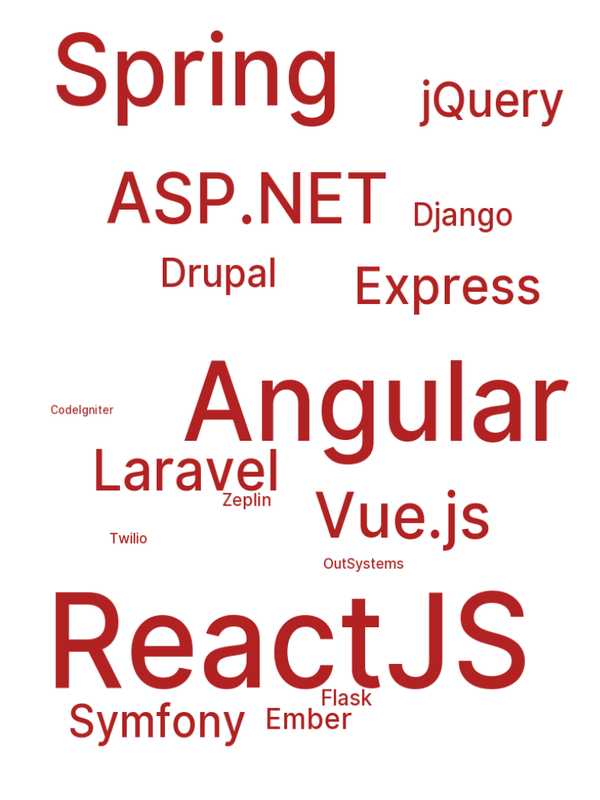 Spring
jQuery
ASP.NET
Django
Drupal
Express
Angular
CodeIgniter
Laravel
Zeplin
Vue.js
Twilio
OutSystems
ReactJS
Flask
Symfony
Ember